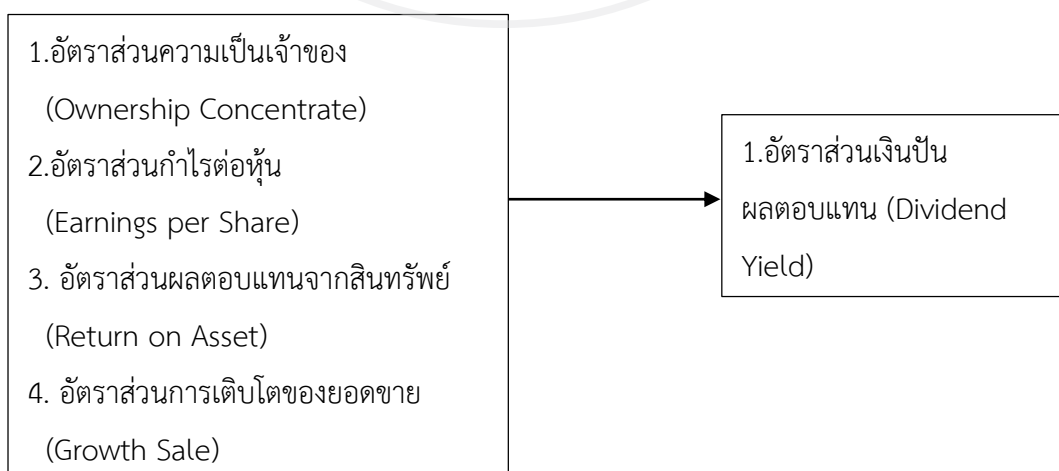 1.อัตราส่วนความเป็นเจ้าของ
(Ownership Concentrate)
2.อัตราส่วนกำไรต่อหุ้น
(Earnings per Share)
3. อัตราส่วนผลตอบแทนจากสินทรัพย์
(Return on Asset)
4. อัตราส่วนการเติบโตของยอดขาย
(Growth Sale)
1.อัตราส่วนเงินปัน
ผลตอบแทน (Dividend
Yield)